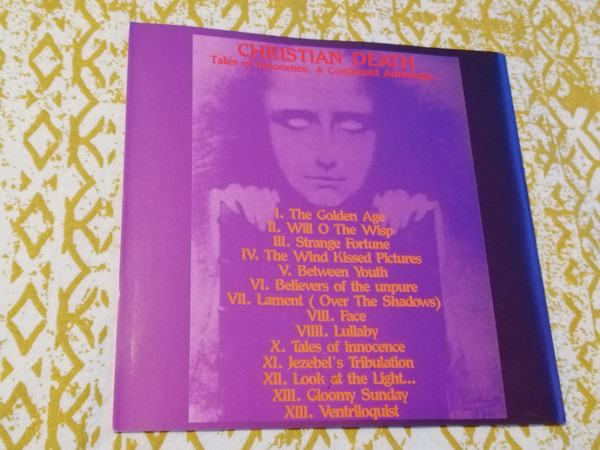 CHRISTIAN DEATH
Tales of innocence, A Continued Anthology...
I. The Golden Age
II. Will O The Wisp
III. Strange Fortune
IV. The Wind Kissed Pictures
V. Between Youth
VI. Believers of the unpure
VII. Lament ( Over The Shadows)
VIII. Face
VIIII. Lullaby
X. Tales of innocence
XI. Jezebel's Tribulation
XII. Look at the Light...
XIII. Gloomy Sunday
XIII. Ventriloquist